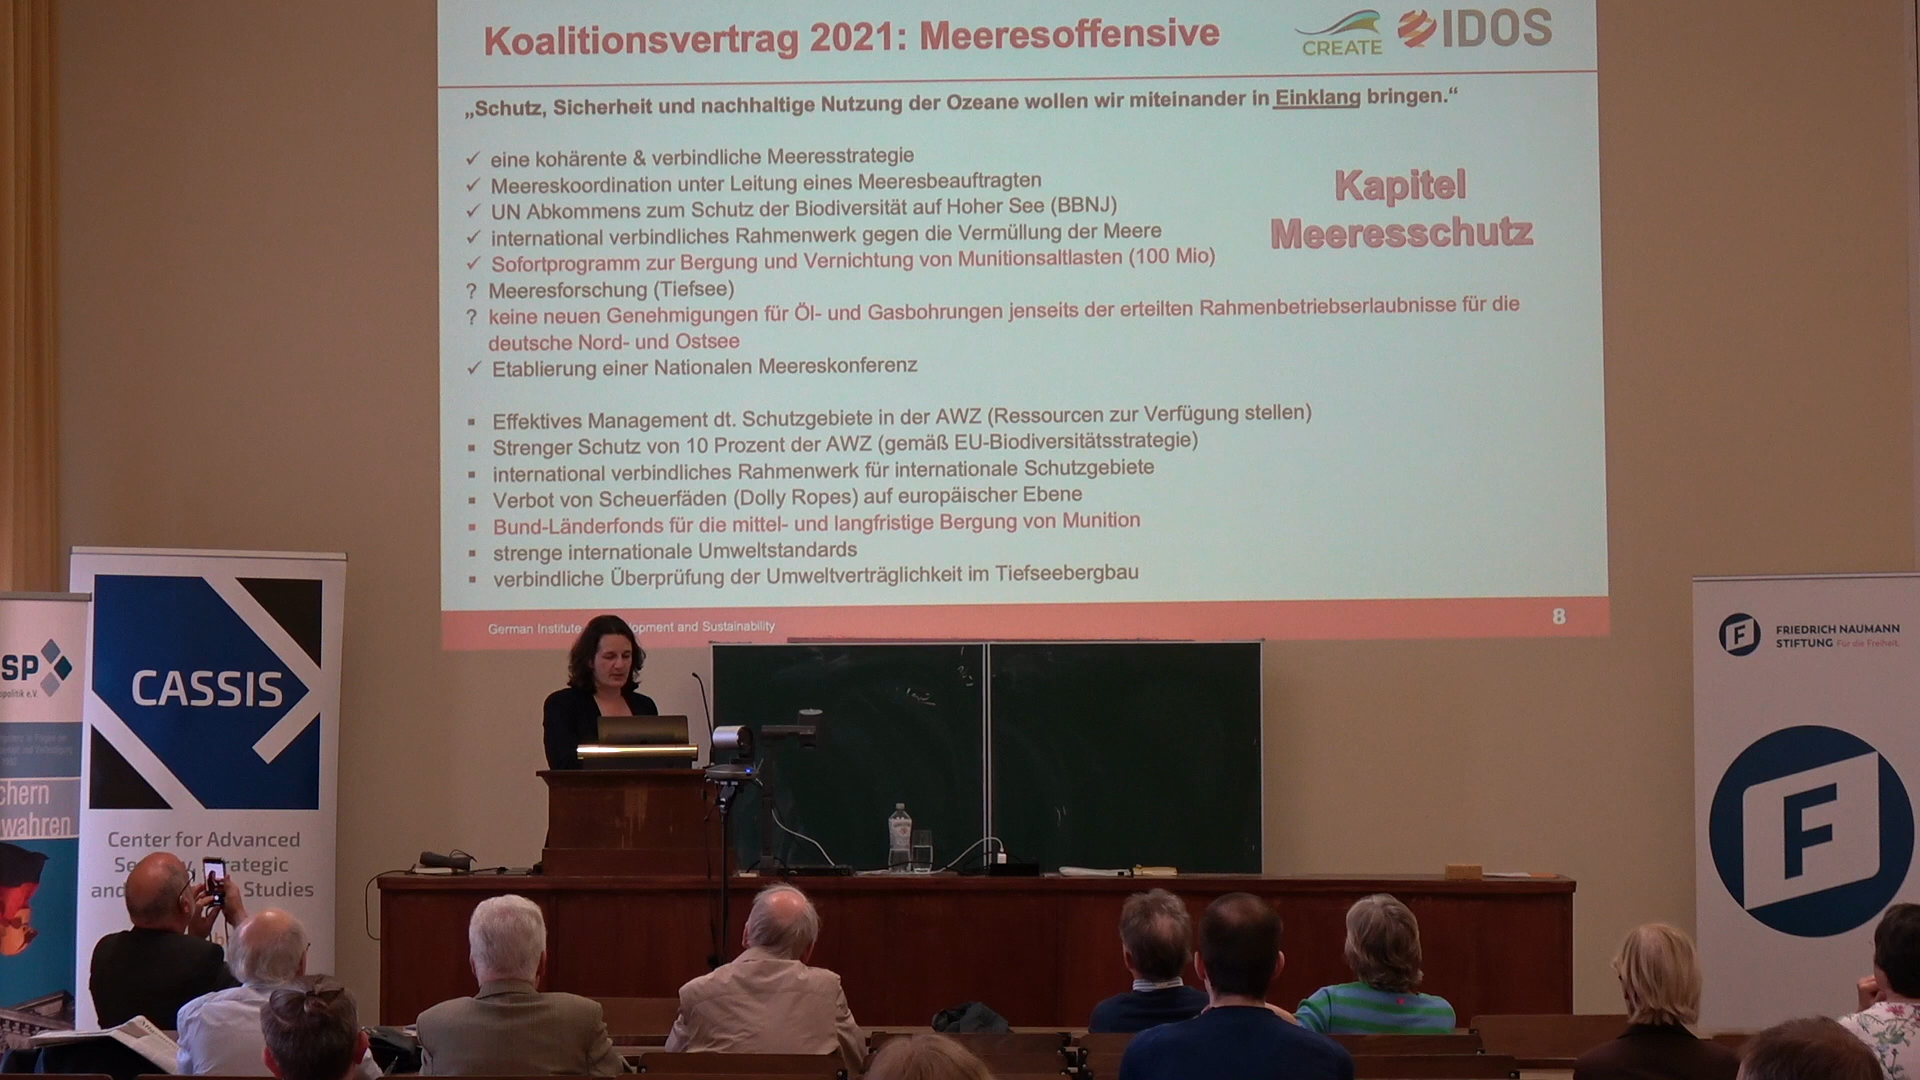 Koalitionsvertrag 2021: Meeresoffensive
CREATE
IDOS
„Schutz, Sicherheit und nachhaltige Nutzung der Ozeane wollen wir miteinander in Einklang bringen.“
✓ eine kohärente & verbindliche Meeresstrategie
✓ Meereskoordination unter Leitung eines Meeresbeauftragten
✓ UN Abkommens zum Schutz der Biodiversität auf Hoher See (BBNJ)
✓ international verbindliches Rahmenwerk gegen die Vermüllung der Meere
✓ Sofortprogramm zur Bergung und Vernichtung von Munitionsaltlasten (100 Mio)
? Meeresforschung (Tiefsee)
? keine neuen Genehmigungen für Öl- und Gasbohrungen jenseits der erteilten Rahmenbetriebserlaubnisse für die
deutsche Nord- und Ostsee
✓ Etablierung einer Nationalen Meereskonferenz
Kapitel
Meeresschutz
▪ Effektives Management dt. Schutzgebiete in der AWZ (Ressourcen zur Verfügung stellen)
▪ Strenger Schutz von 10 Prozent der AWZ (gemäß EU-Biodiversitätsstrategie)
▪ international verbindliches Rahmenwerk für internationale Schutzgebiete
▪ Verbot von Scheuerfäden (Dolly Ropes) auf europäischer Ebene
▪ Bund-Länderfonds für die mittel- und langfristige Bergung von Munition
▪ strenge internationale Umweltstandards
▪ verbindliche Überprüfung der Umweltverträglichkeit im Tiefseebergbau
German Institute opment and Sustainability
8
SP
opolitik e.V.
chern
wahren
CASSIS
Center for Advanced
Se y, rategic
and Studies
FRIEDRICH NAUMANN
STIFTUNG Für die Freiheit.
F